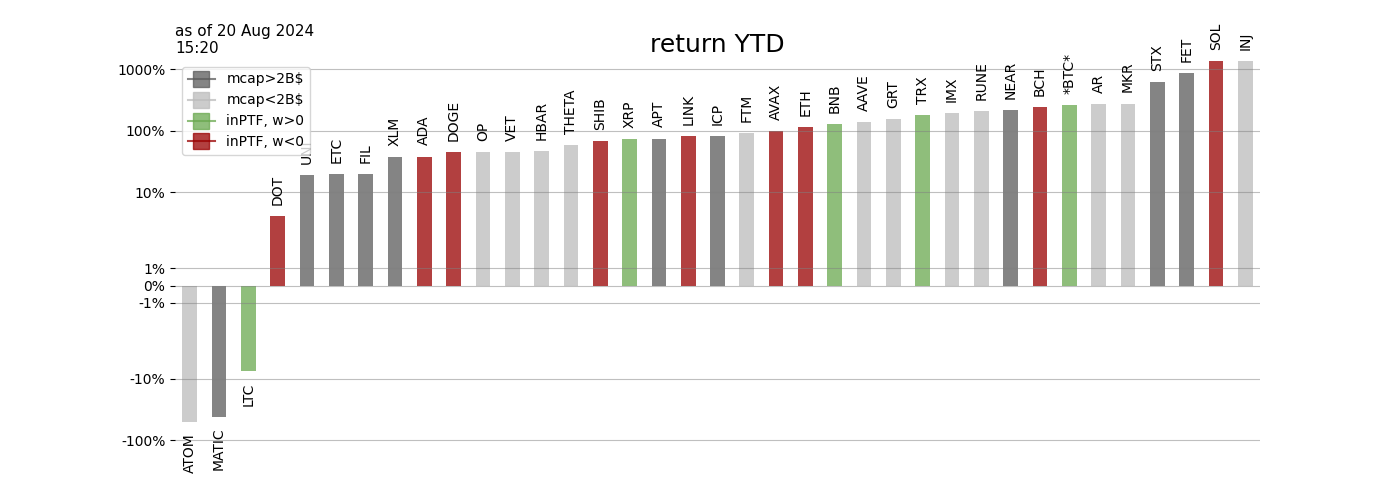 as of 20 Aug 2024
15:20
return YTD
mcap>2B$
mcap<2B$
inPTF, w>0
inPTF, w<0
1000%
100%
10%
1%
0%
-1%
-10%
-100%
ATOM
MATIC
LTC
DOT
ETC
FIL
XLM
ADA
DOGE
OP
VET
HBAR
THETA
SHIB
XRP
APT
LINK
ICP
FTM
AVAX
ETH
BNB
AAVE
GRT
TRX
IMX
RUNE
NEAR
BCH
*BTC*
AR
MKR
STX
FET
SOL
INJ